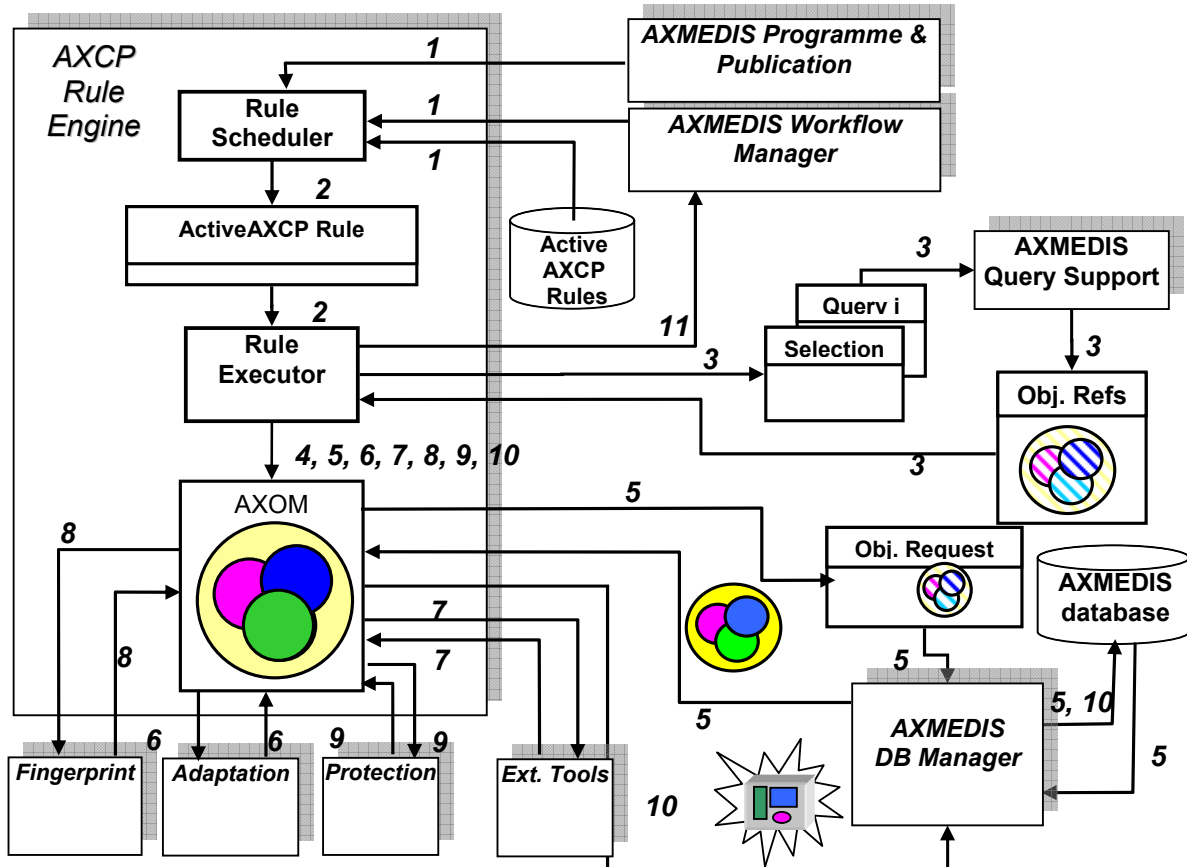 AXCP
Rule
Engine
1
AXMEDIS Programme &
Publication
Rule
Scheduler
1
AXMEDIS Workflow
Manager
1
2
ActiveAXCP Rule
Active
AXCP
Rules
3
AXMEDIS
Query Support
2
Query i
11
Rule
Executor
3
Selection
3
Obj. Refs
4, 5, 6, 7, 8, 9, 10
3
AXOM
5
8
Obj. Request
AXMEDIS
database
7
8
7
5
5
5, 10
AXMEDIS
DB Manager
5
6
6
9
9
Fingerprint
Adaptation
Protection
Ext. Tools
10